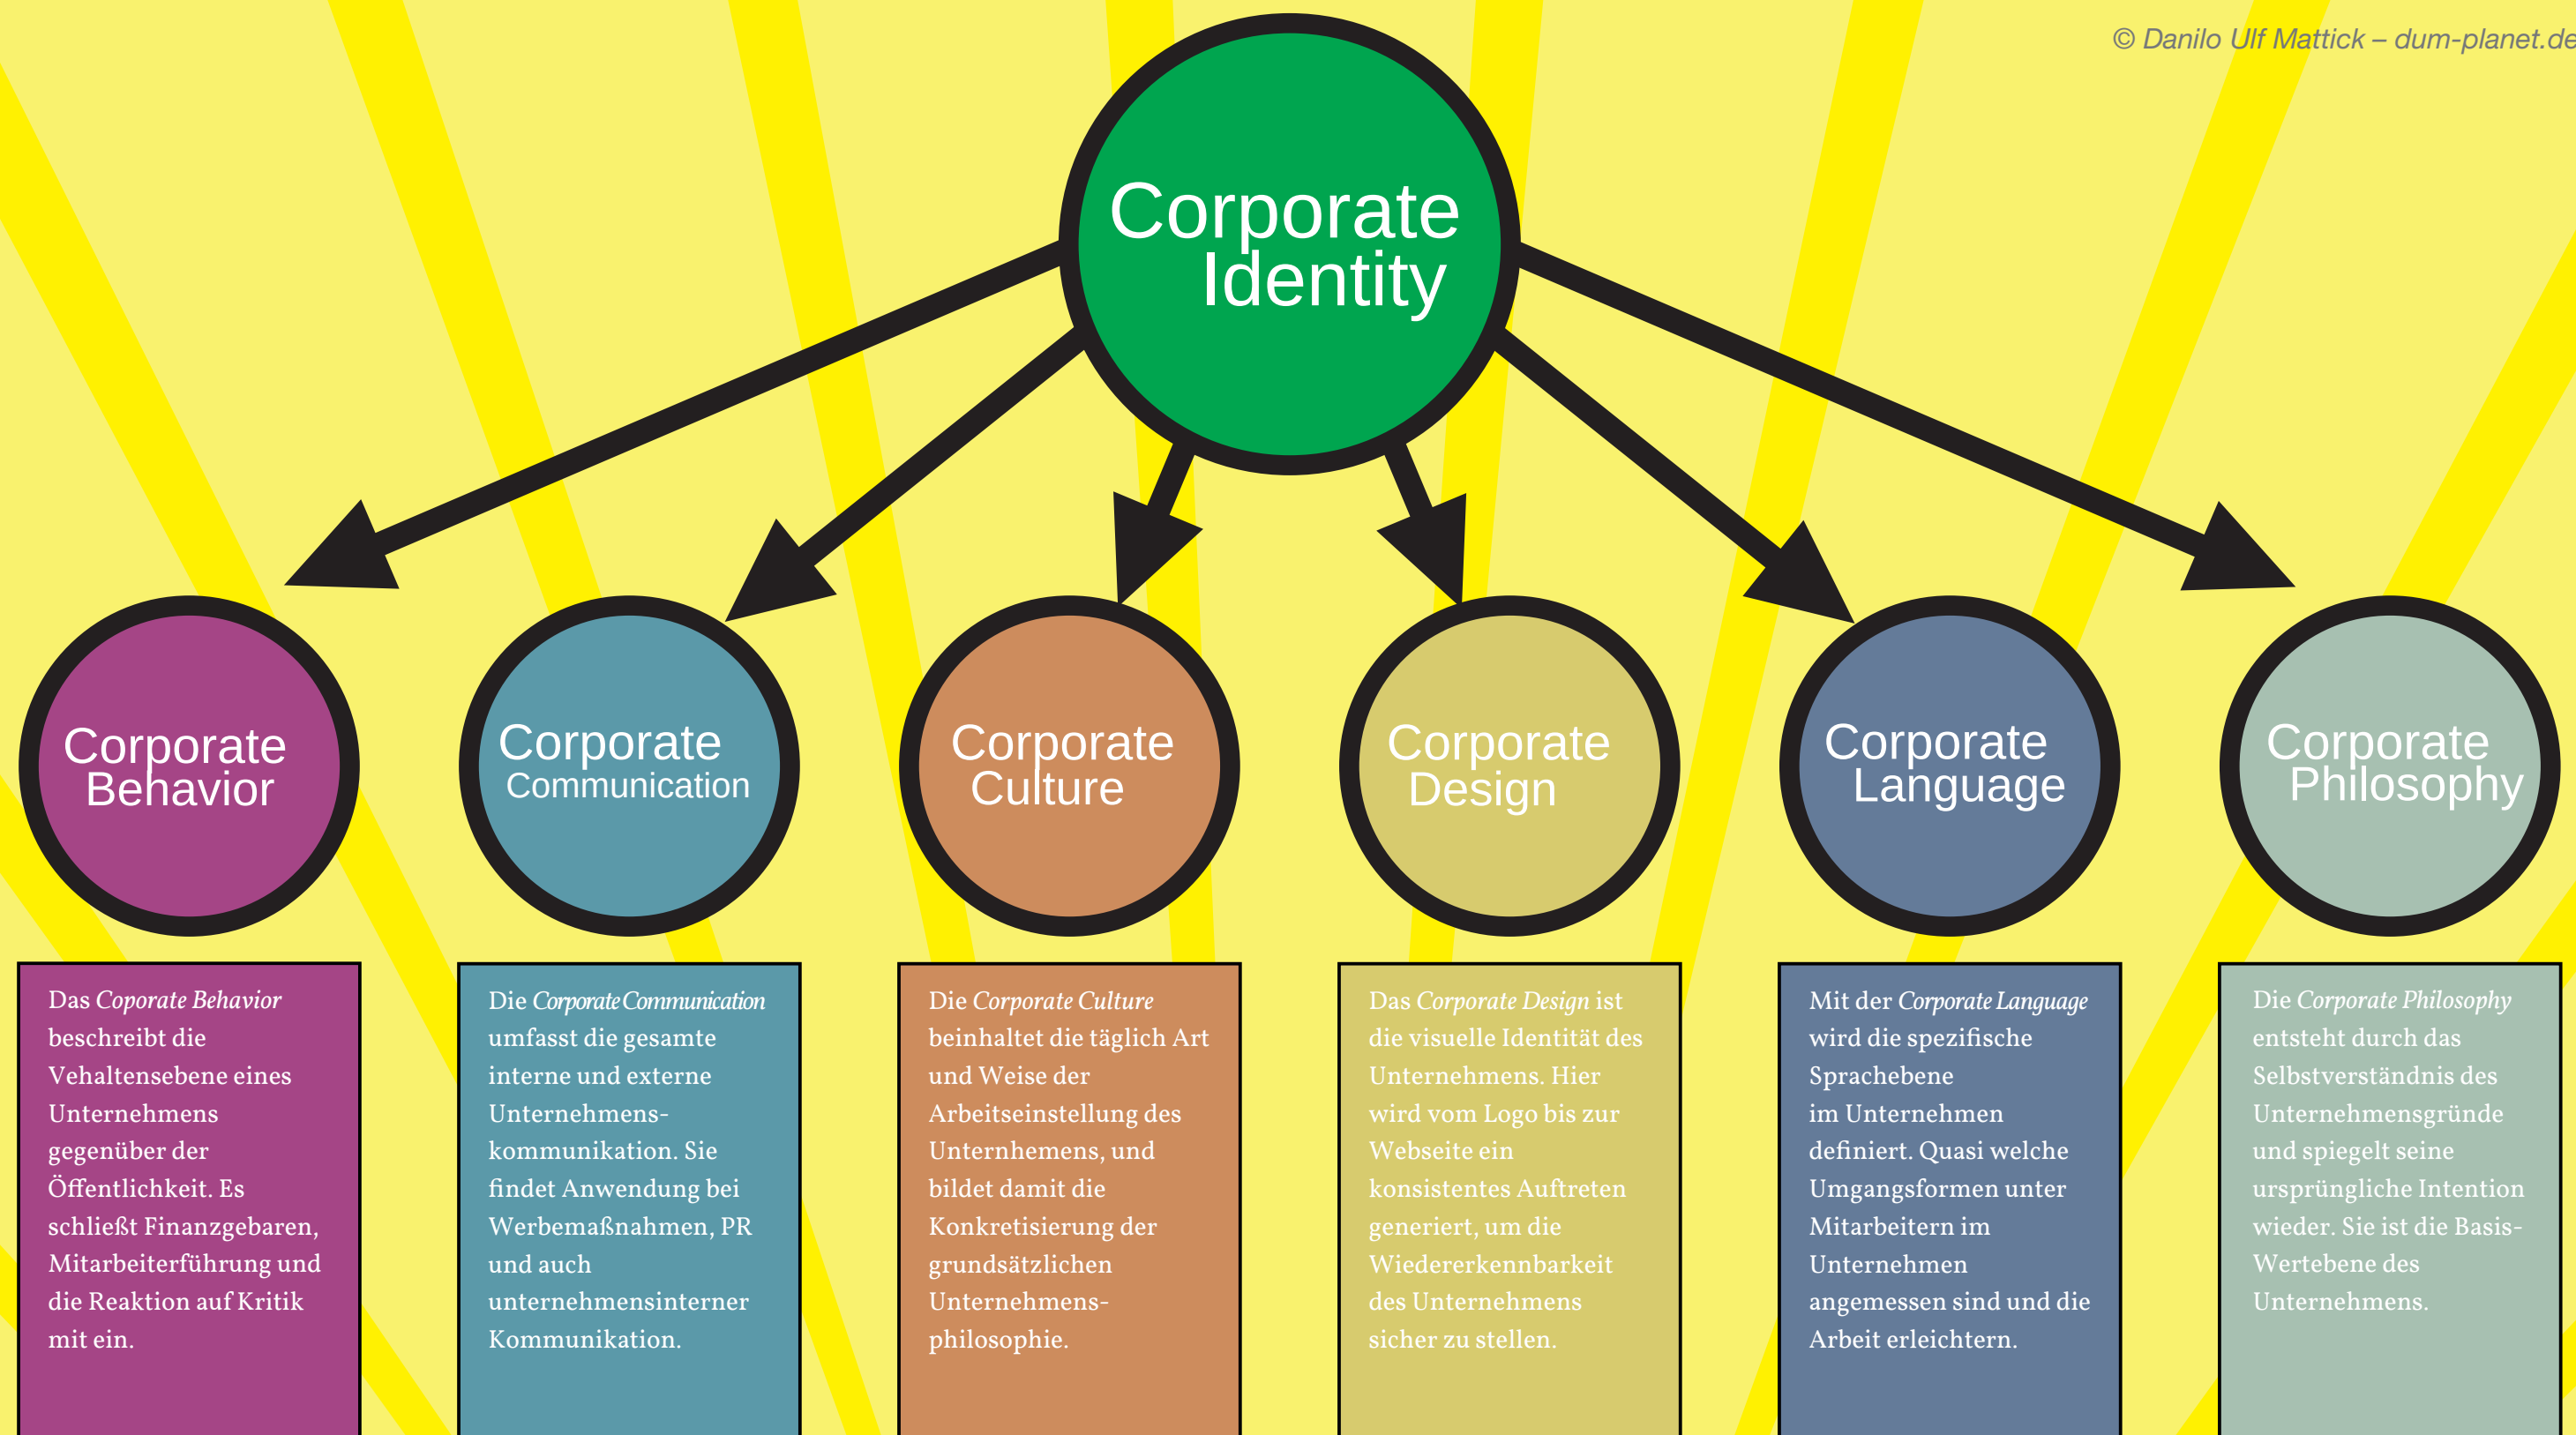 © Danilo Ulf Mattick – dum-planet.de
Corporate
Identity
Corporate
Behavior
Corporate
Communication
Corporate
Culture
Corporate
Design
Corporate
Language
Corporate
Philosophy
Das Coporate Behavior
beschreibt die
Vehaltensebene eines
Unternehmens
gegenüber der
Öffentlichkeit. Es
schließt Finanzgebaren,
Mitarbeiterführung und
die Reaktion auf Kritik
mit ein.
Die Corporate Communication
umfasst die gesamte
interne und externe
Unternehmens-
kommunikation. Sie
findet Anwendung bei
Werbemaßnahmen, PR
und auch
unternehmensinterner
Kommunikation.
Die Corporate Culture
beinhaltet die täglich Art
und Weise der
Arbeitseinstellung des
Unternhemens, und
bildet damit die
Konkretisierung der
grundsätzlichen
Unternehmens-
philosophie.
Das Corporate Design ist
die visuelle Identität des
Unternehmens. Hier
wird vom Logo bis zur
Webseite ein
konsistentes Auftreten
generiert, um die
Wiedererkennbarkeit
des Unternehmens
sicher zu stellen.
Mit der Corporate Language
wird die spezifische
Sprachebene
im Unternehmen
definiert. Quasi welche
Umgangsformen unter
Mitarbeitern im
Unternehmen
angemessen sind und die
Arbeit erleichtern.
Die Corporate Philosophy
entsteht durch das
Selbstverständnis des
Unternehmensgründe
und spiegelt seine
ursprüngliche Intention
wieder. Sie ist die Basis-
Wertebene des
Unternehmens.